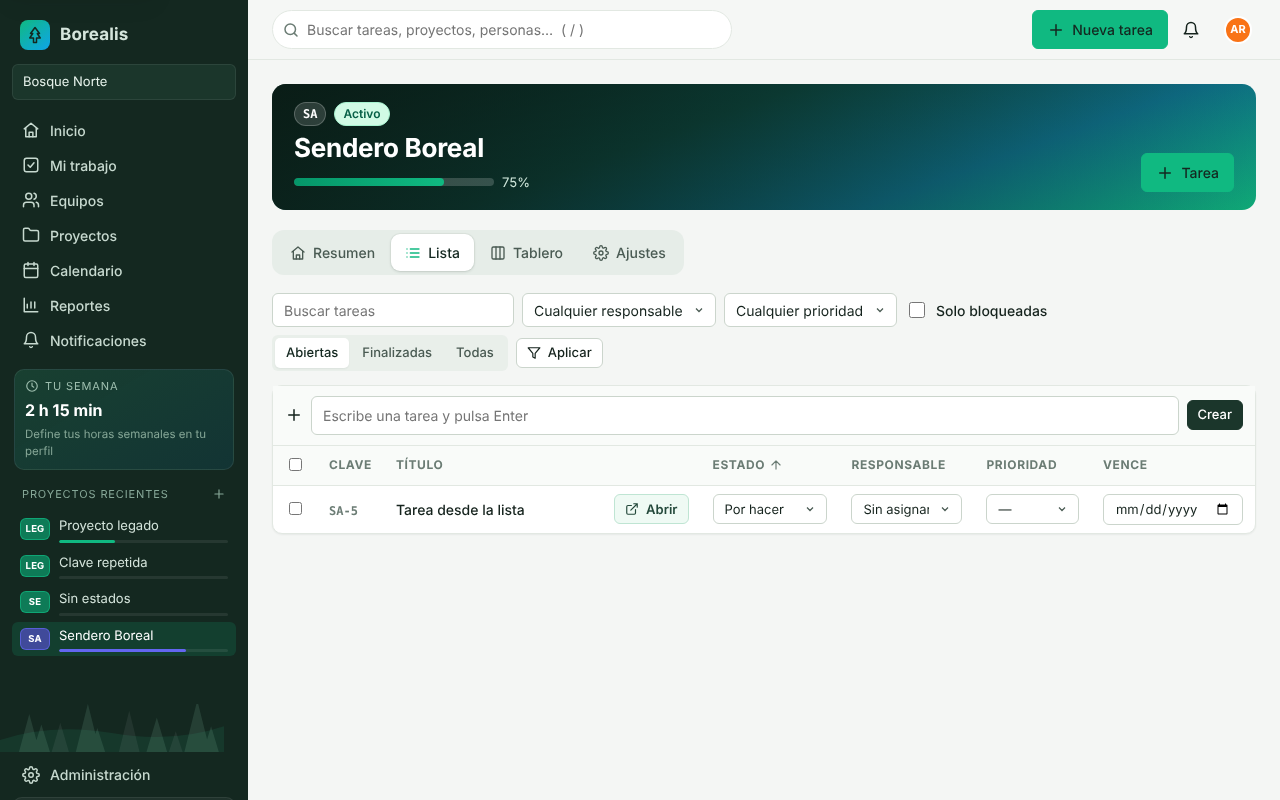 Borealis
Bosque Norte
Inicio
Mi trabajo
Equipos
Proyectos
Calendario
Reportes
Notificaciones
TU SEMANA
2 h 15 min
Define tus horas semanales en tu
perfil
PROYECTOS RECIENTES
LEG Proyecto legado
LEG Clave repetida
SE Sin estados
SA Sendero Boreal
Administración
Buscar tareas, proyectos, personas... ( / )
Nueva tarea
AR
SA Activo
Sendero Boreal
75%
Tarea
Resumen Lista Tablero Ajustes
Buscar tareas Cualquier responsable Cualquier prioridad Solo bloqueadas
Abiertas Finalizadas Todas Aplicar
Escribe una tarea y pulsa Enter Crear
CLAVE TÍTULO ESTADO RESPONSABLE PRIORIDAD VENCE
SA-5 Tarea desde la lista Abrir Por hacer Sin asignar — mm/dd/yyyy